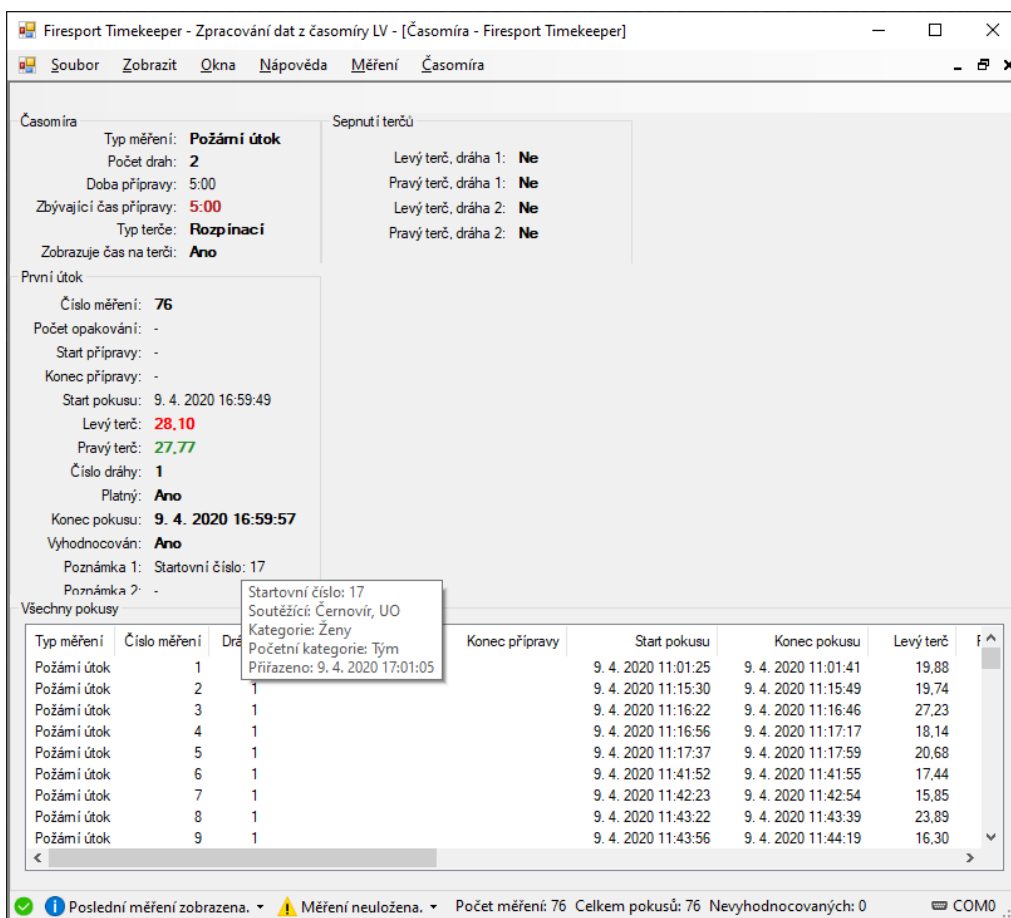 Firesport Timekeeper - Zpracování dat z časomíry LV - [Časomíra - Firesport Timekeeper]
Soubor Zobrazit Okna Nápověda Měření Časomíra
Časomíra
Typ měření: Požární útok
Počet drah: 2
Doba přípravy: 5:00
Zbývající čas přípravy: 5:00
Typ terče: Rozpínací
Zobrazuje čas na terči: Ano
Sepnutí terčů
Levý terč, dráha 1: Ne
Pravý terč, dráha 1: Ne
Levý terč, dráha 2: Ne
Pravý terč, dráha 2: Ne
První útok
Číslo měření: 76
Počet opakování: -
Start přípravy: -
Konec přípravy: -
Start pokusu: 9. 4. 2020 16:59:49
Levý terč: 28,10
Pravý terč: 27,77
Číslo dráhy: 1
Platný: Ano
Konec pokusu: 9. 4. 2020 16:59:57
Vyhodnocován: Ano
Poznámka 1: Startovní číslo: 17
Poznámka 2: -
Startovní číslo: 17
Soutěžící: Černovír, UO
Kategorie: Ženy
Početní kategorie: Tým
Přiřazeno: 9. 4. 2020 17:01:05
Všechny pokusy
Typ měření Číslo měření Konec přípravy Start pokusu Konec pokusu Levý terč
Požární útok 1 9. 4. 2020 11:01:25 9. 4. 2020 11:01:41 19,88
Požární útok 2 1 9. 4. 2020 11:15:30 9. 4. 2020 11:15:49 19,74
Požární útok 3 1 9. 4. 2020 11:16:22 9. 4. 2020 11:16:46 27,23
Požární útok 4 1 9. 4. 2020 11:16:56 9. 4. 2020 11:17:17 18,14
Požární útok 5 1 9. 4. 2020 11:17:37 9. 4. 2020 11:17:59 20,68
Požární útok 6 1 9. 4. 2020 11:41:52 9. 4. 2020 11:41:55 17,44
Požární útok 7 1 9. 4. 2020 11:42:23 9. 4. 2020 11:42:54 15,85
Požární útok 8 1 9. 4. 2020 11:43:22 9. 4. 2020 11:43:39 23,89
Požární útok 9 1 9. 4. 2020 11:43:56 9. 4. 2020 11:44:19 16,30
Poslední měření zobrazena. Měření neuložena. Počet měření: 76 Celkem pokusů: 76 Nevyhodnocovaných: 0 COM0